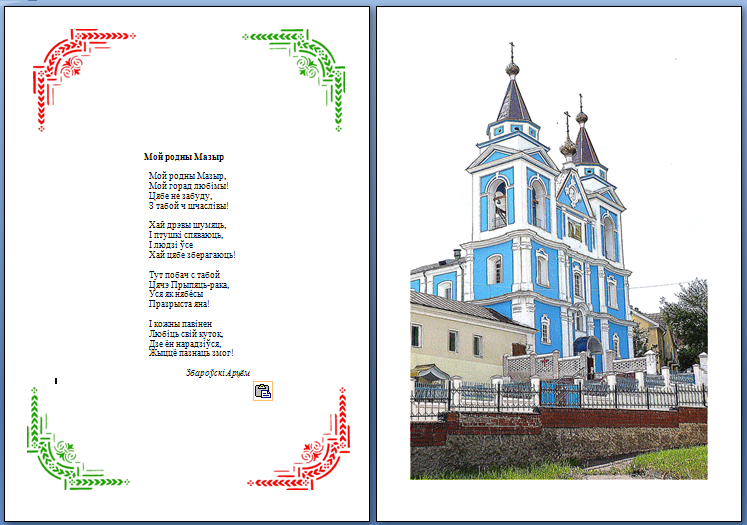 Мой родны Мазыр
Мой родны Мазыр,
Мой горад любімы!
Цябе не забуду,
З табой ч шчаслівы!
Хай дрэвы шумяць,
І птушкі спяваюць,
І людзі ўсе
Хай цябе зберагаюць!
Тут побач с табой
Цячэ Прыпяць-рака,
Уся як нябёсы
Празрыста яна!
І кожны павінен
Любіць свій куток,
Дзе ён нарадзіўся,
Жыццё пазнаць змог!
Збароўскі Арцём